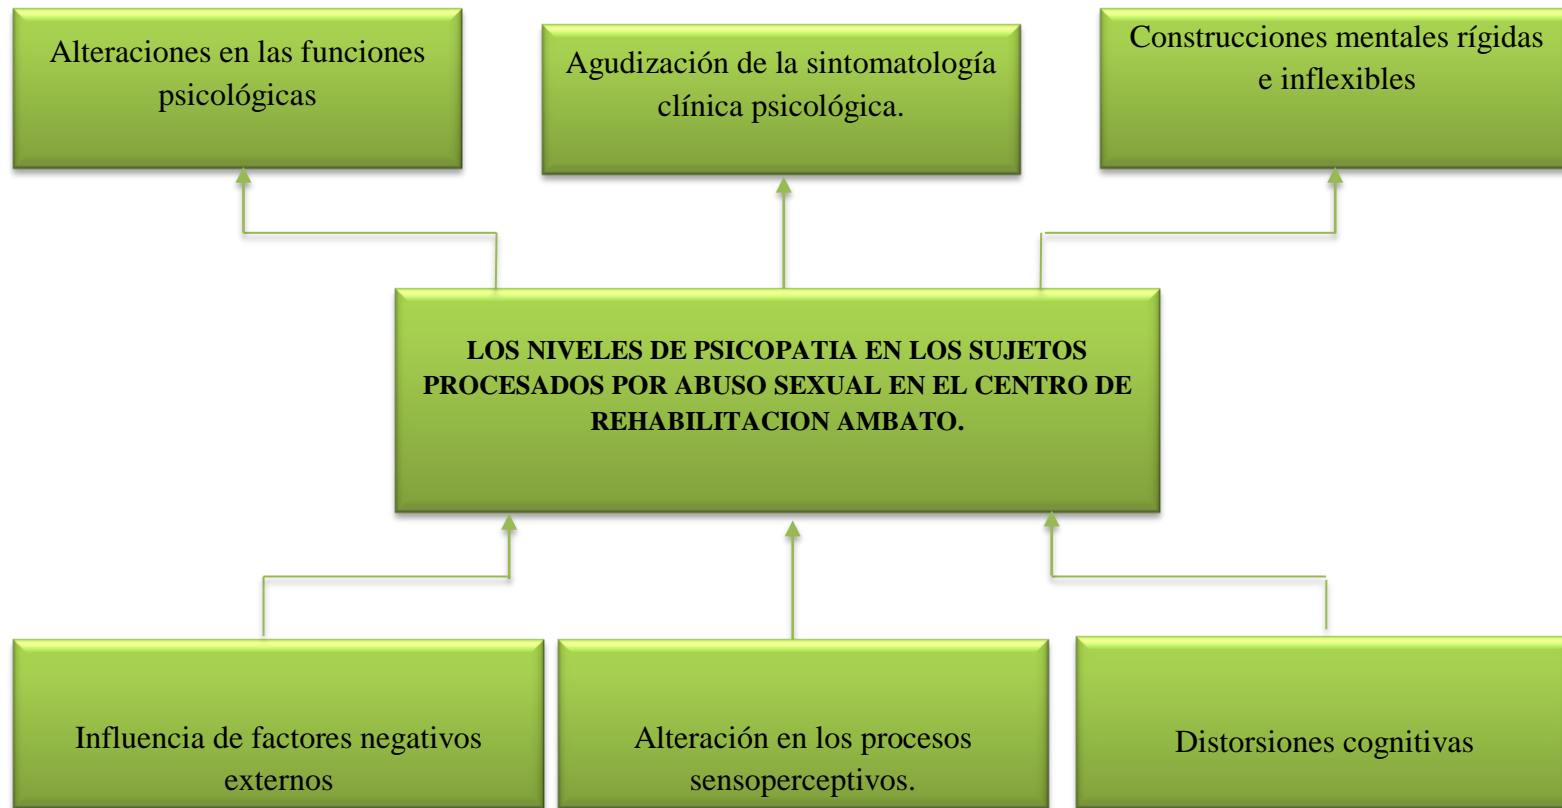 Alteraciones en las funciones
psicológicas
Agudización de la sintomatología
clínica psicológica.
Construcciones mentales rígidas
e inflexibles
LOS NIVELES DE PSICOPATIA EN LOS SUJETOS
PROCESADOS POR ABUSO SEXUAL EN EL CENTRO DE
REHABILITACION AMBATO.
Influencia de factores negativos
externos
Alteración en los procesos
sensoperceptivos.
Distorsiones cognitivas